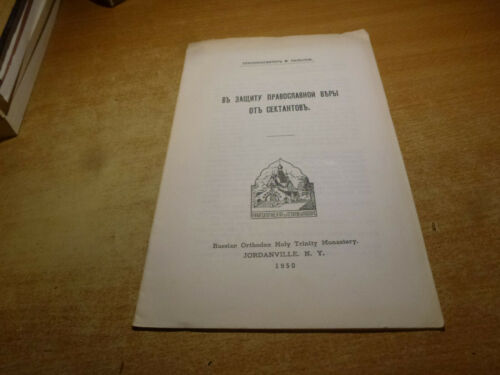 ВЪ ЗАЩИТУ ПРАВОСЛАВНОЙ ВѢРЫ
ОТЪ СЕКТАНТОВЪ.
Russian Orthodox Holy Trinity Monastery.
JORDANVILLE. N. Y.
1950